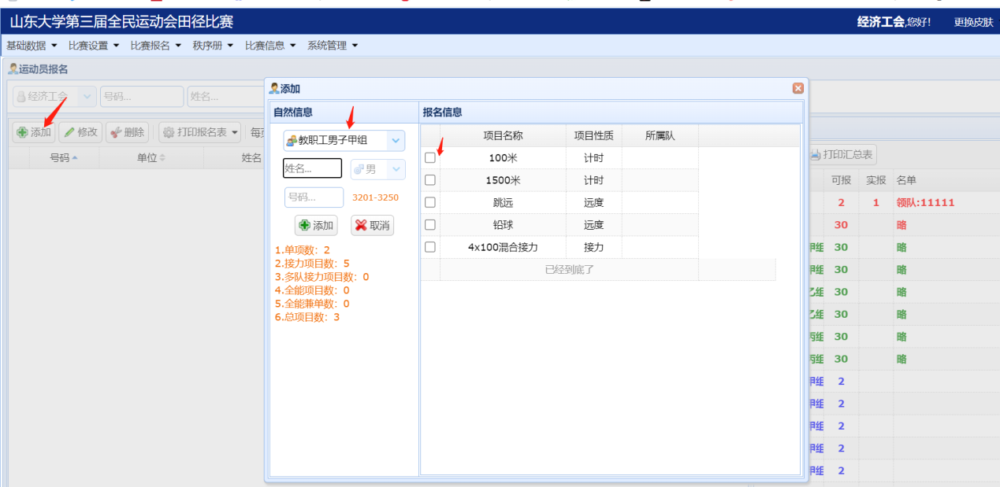 山东大学第三届全民运动会田径比赛
经济工会,您好! 更换皮肤
基础数据 比赛设置 比赛报名 秩序册 比赛信息 系统管理
运动员报名
经济工会 号码... 姓名...
添加 修改 删除 打印报名表
号码 单位 姓名
添加
自然信息 报名信息
教职工男子甲组
姓名... 男
号码... 3201-3250
添加 取消
1.单项数: 2
2.接力项目数: 5
3.多队接力项目数: 0
4.全能项目数: 0
5.全能兼单数: 0
6.总项目数: 3
项目名称 项目性质 所属队
100米 计时
1500米 计时
跳远 远度
铅球 远度
4x100混合接力 接力
已经到底了
打印汇总表
可报 实报 名单
2 1 领队:11111
30 略
甲组 30 略
甲组 30 略
乙组 30 略
乙组 30 略
丙组 30 略
丙组 30 略
甲组 2
甲组 2
甲组 2
甲组 2
甲组 2